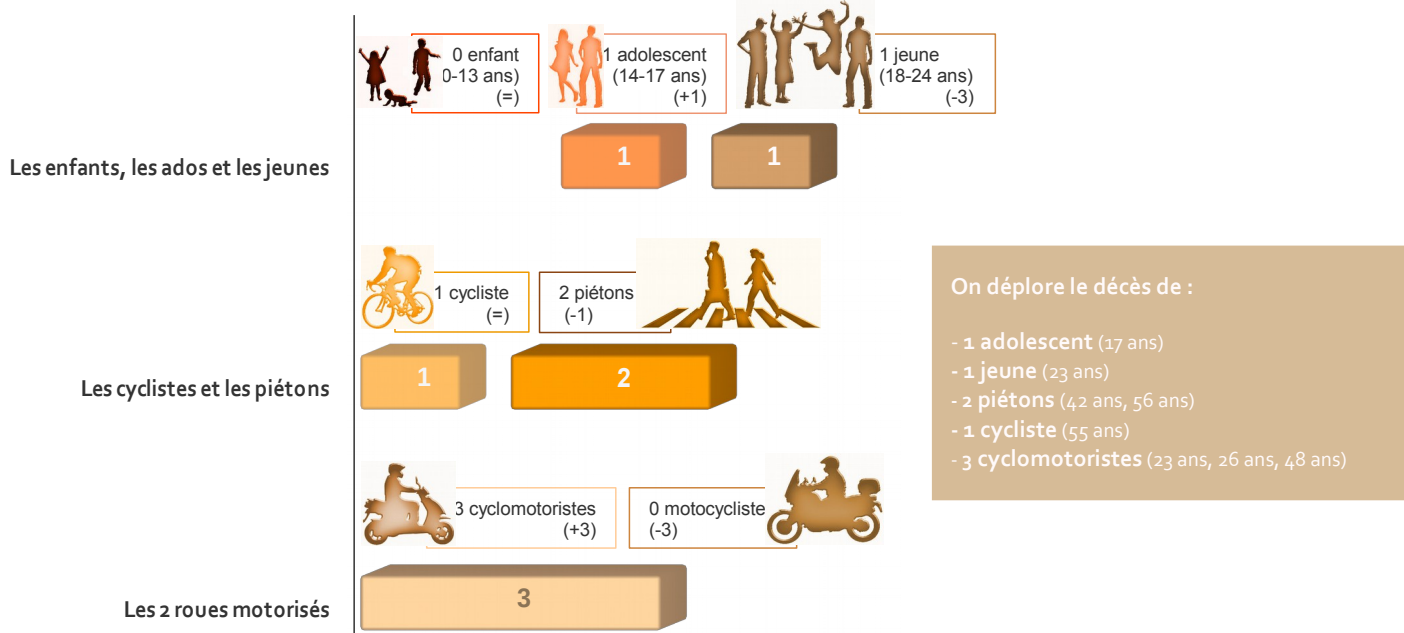 0 enfant
0-13 ans)
(=)
1 adolescent
(14-17 ans)
(+1)
1 jeune
(18-24 ans)
(-3)
Les enfants, les ados et les jeunes
1
1
1 cycliste
(=)
2 piétons
(-1)
Les cyclistes et les piétons
1
2
On déplore le décès de :
- 1 adolescent (17 ans)
- 1 jeune (23 ans)
- 2 piétons (42 ans, 56 ans)
- 1 cycliste (55 ans)
- 3 cyclomotoristes (23 ans, 26 ans, 48 ans)
3 cyclomotoristes
(+3)
0 motocycliste
(-3)
Les 2 roues motorisés
3